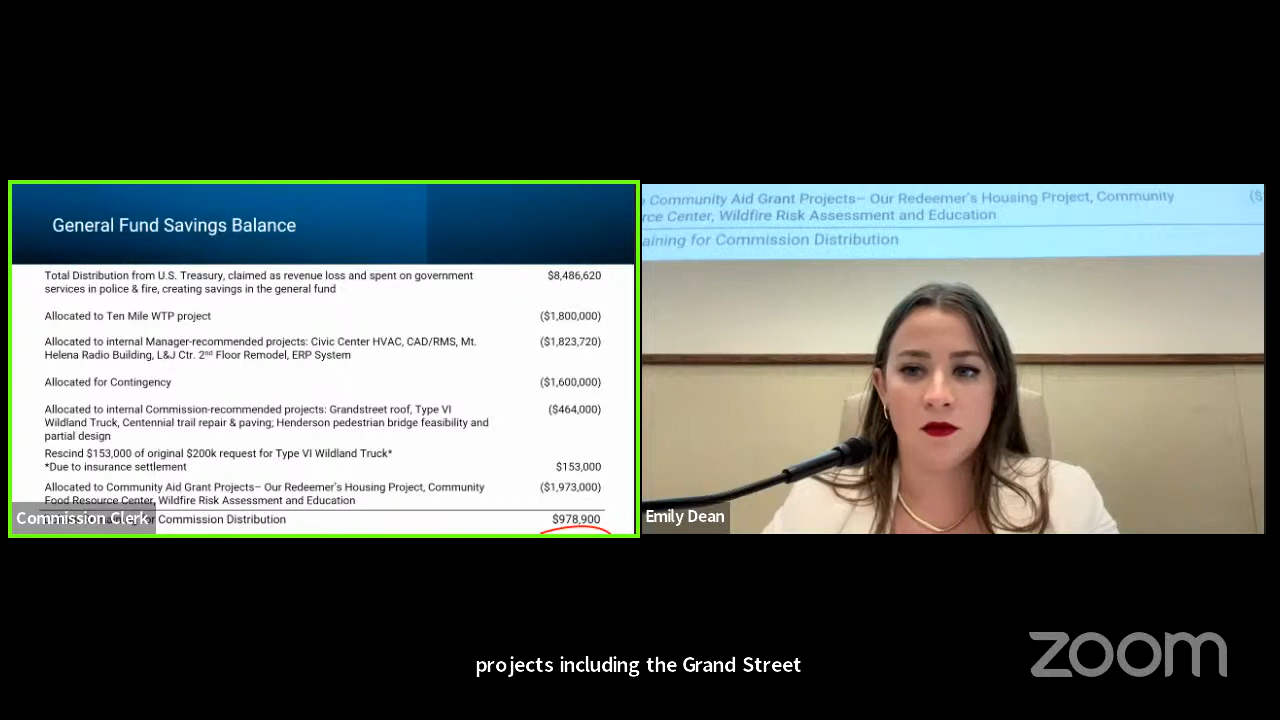 General Fund Savings Balance
Total Distribution from U.S. Treasury, claimed as revenue loss and spent on government $8,486,620
services in police & fire, creating savings in the general fund
Allocated to Ten Mile WTP project ($1,800,000)
Allocated to internal Manager-recommended projects: Civic Center HVAC, CAD/RMS, Mt. ($1,823,720)
Helena Radio Building, L&J Ctr. 2nd Floor Remodel, ERP System
Allocated for Contingency ($1,600,000)
Allocated to internal Commission-recommended projects: Grandstreet roof, Type VI ($464,000)
Wildland Truck, Centennial trail repair & paving; Henderson pedestrian bridge feasibility and
partial design
Rescind $153,000 of original $200k request for Type VI Wildland Truck*
*Due to insurance settlement $153,000
Allocated to Community Aid Grant Projects– Our Redeemer's Housing Project, Community ($1,973,000)
Food Resource Center, Wildfire Risk Assessment and Education
Commission Distribution $978,900
Commission Clerk
Community Aid Grant Projects– Our Redeemer's Housing Project, Community
Center, Wildfire Risk Assessment and Education
for Commission Distribution
Emily Dean
projects including the Grand Street
zoom